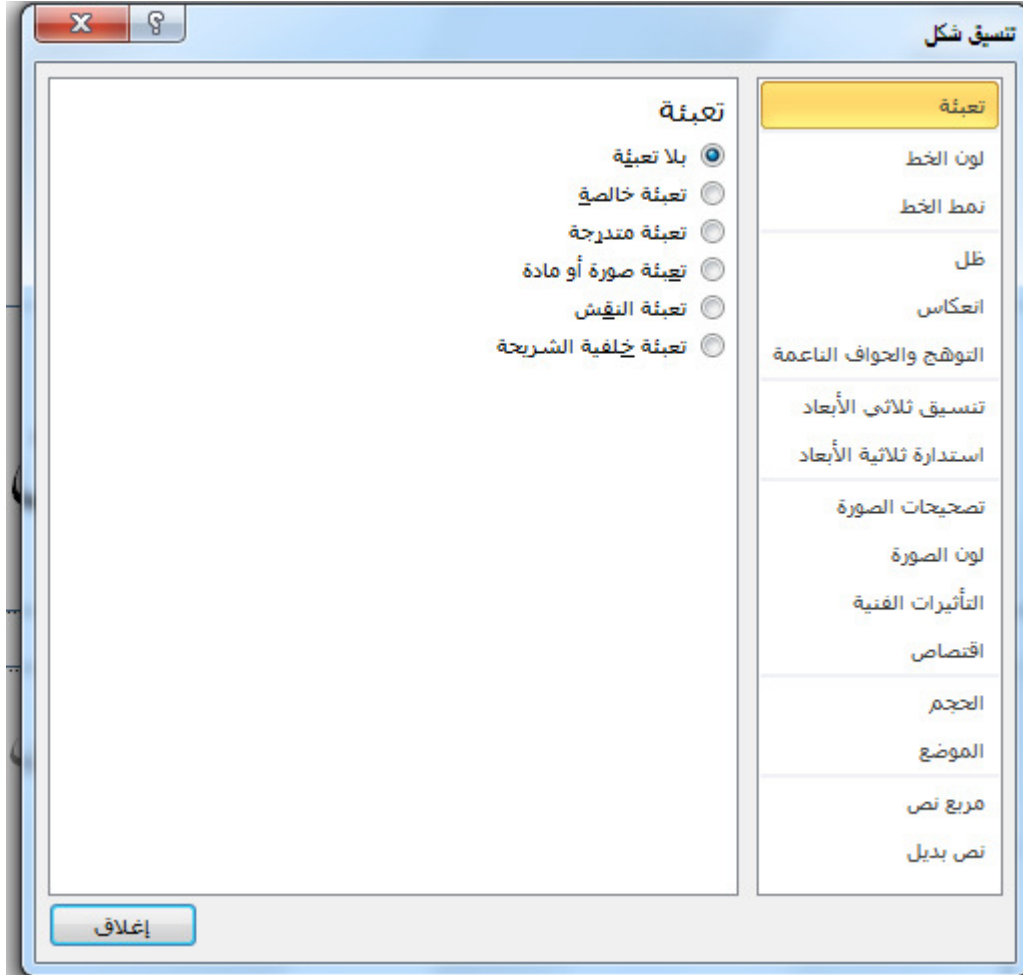 تنسيق شكل
تعبئة
لون الخط
نمط الخط
ظل
انعكاس
التوهج والحواف الناعمة
تنسيق ثلاثي الأبعاد
استدارة ثلاثية الأبعاد
تصحيحات الصورة
لون الصورة
التأثيرات الفنية
اقتصاص
الحجم
الموضع
مربع نص
نص بديل
تعبئة
بلا تعبئة
تعبئة خالصة
تعبئة متدرجة
تعبئة صورة أو مادة
تعبئة النقش
تعبئة خلفية الشريحة
إغلاق